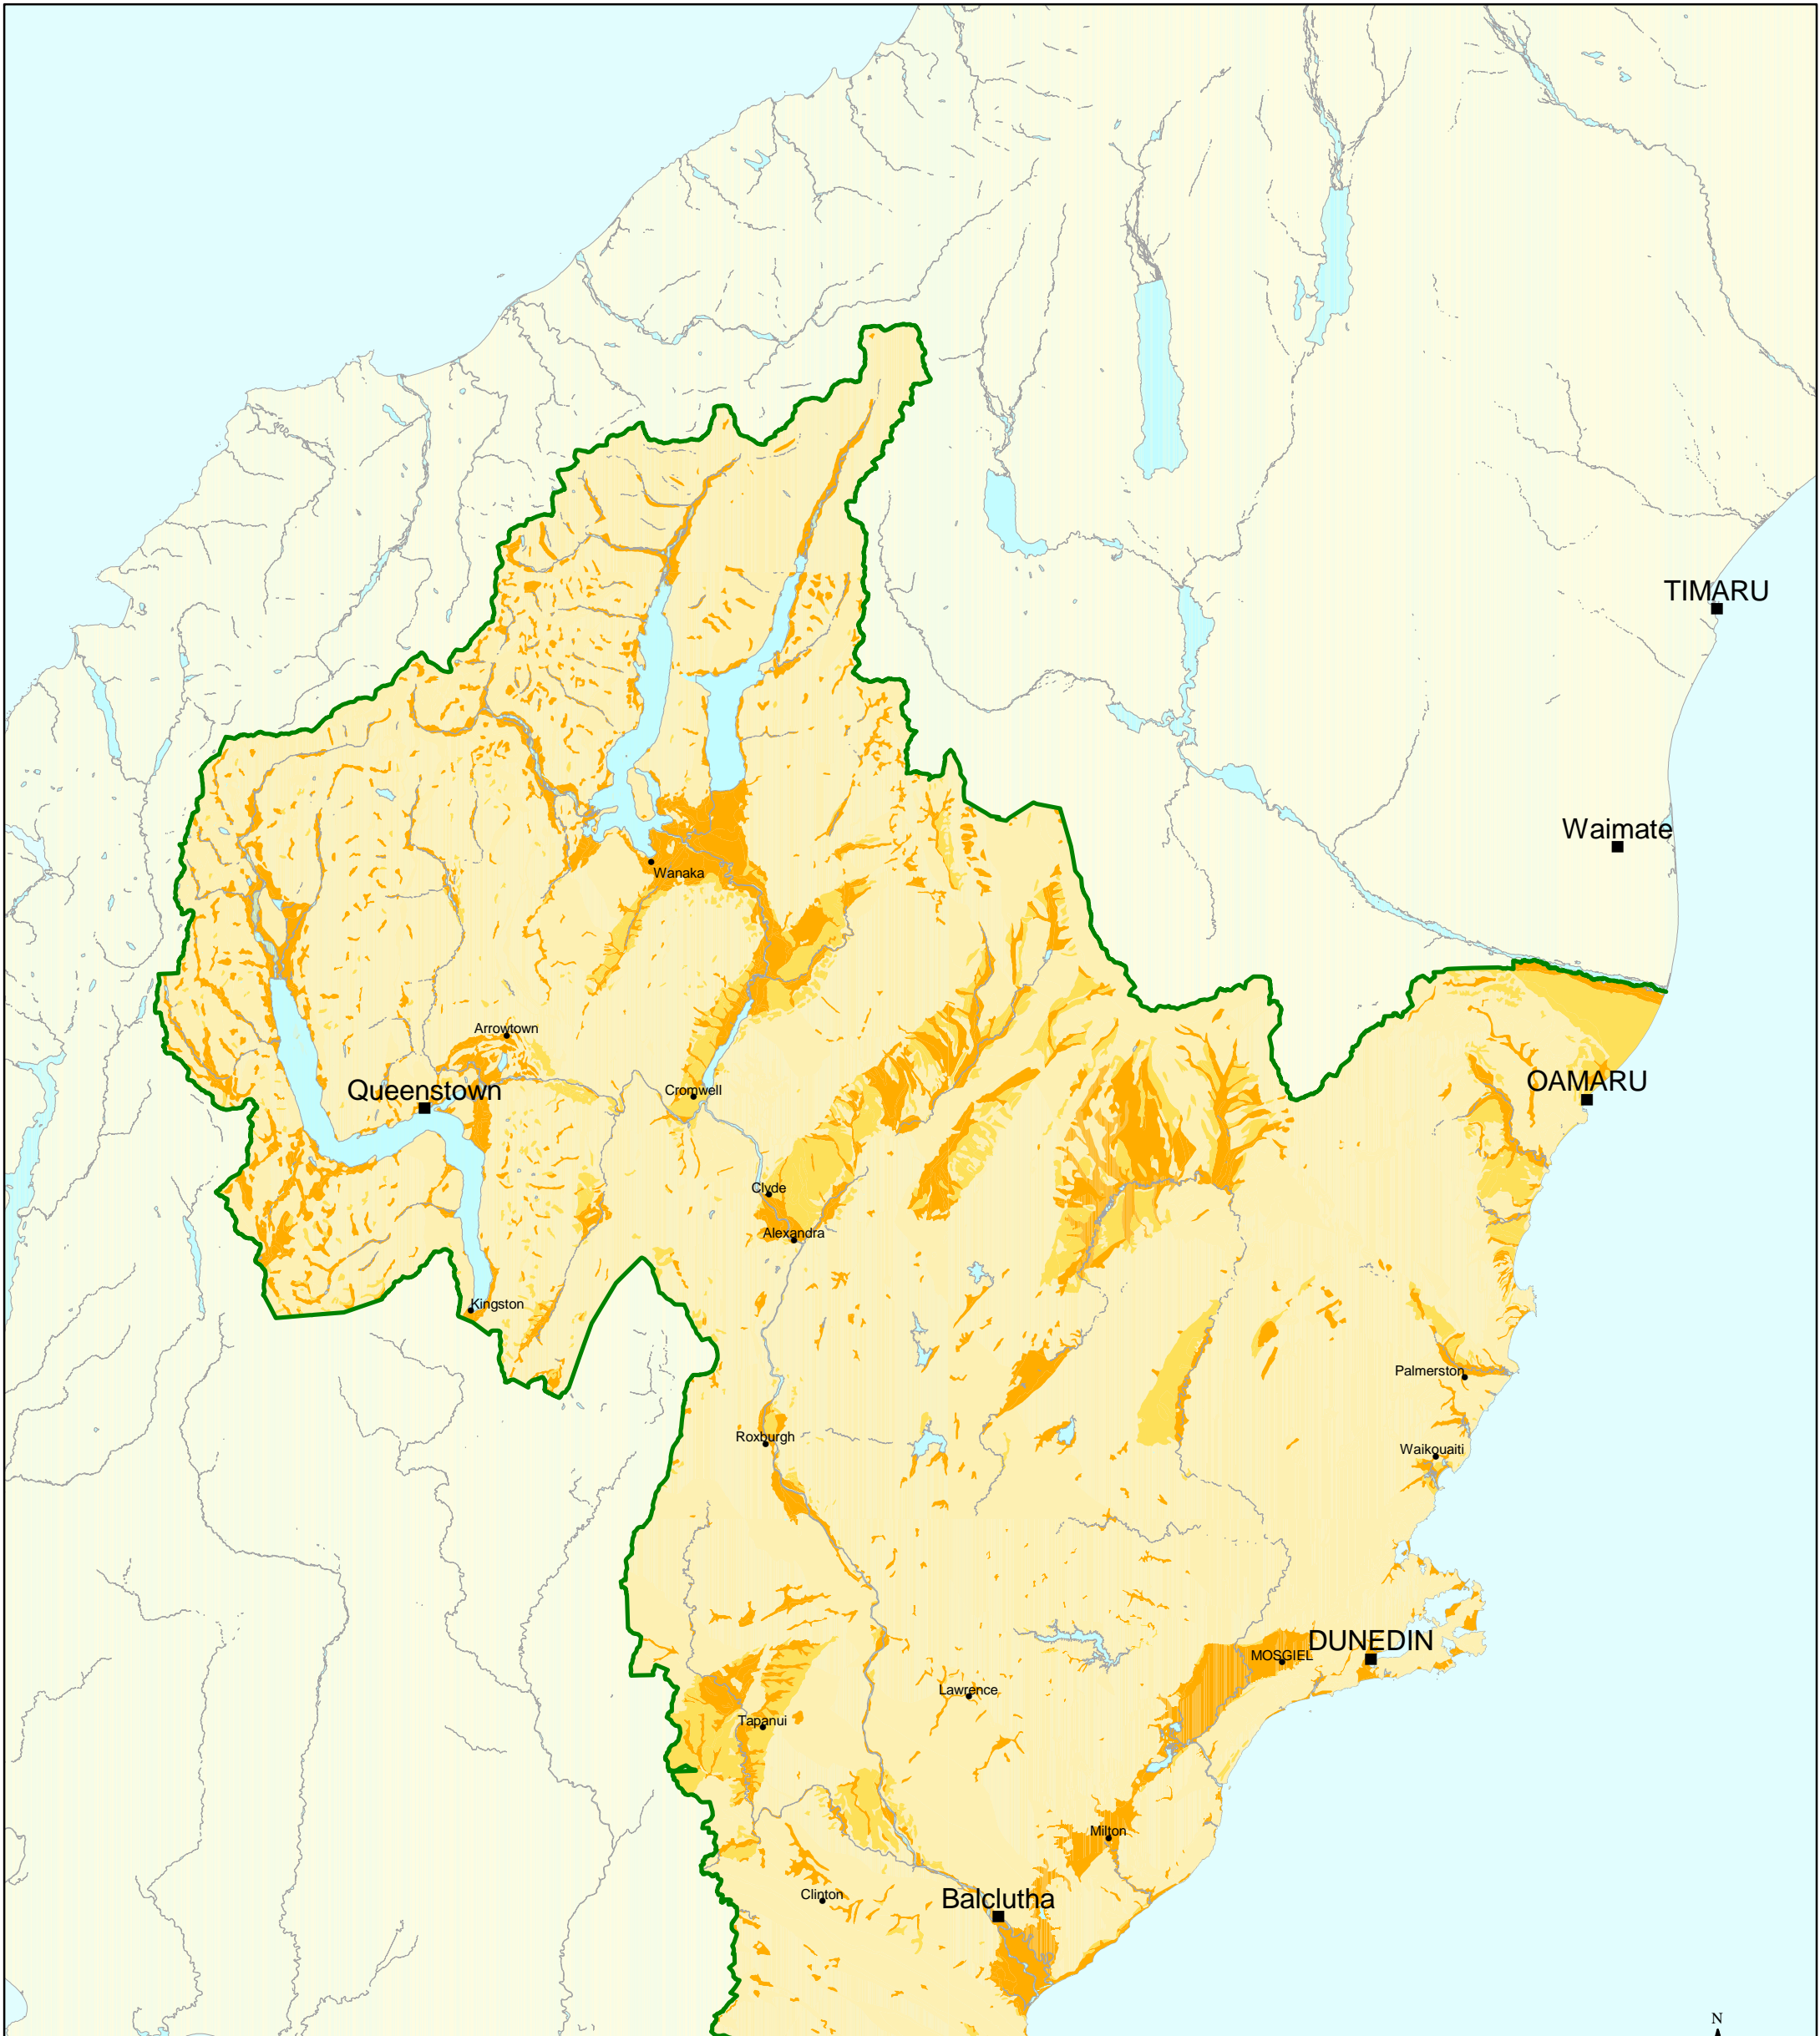 TIMARU
Waimate
Wanaka
Arrowtown
OAMARU
Queenstown
Cromwell
Clyde
Alexandra
Kingston
Palmerston
Roxburgh
Waikouaiti
DUNEDIN
MOSGIEL
Lawrence
Tapanui
Milton
Clinton
Balclutha
N